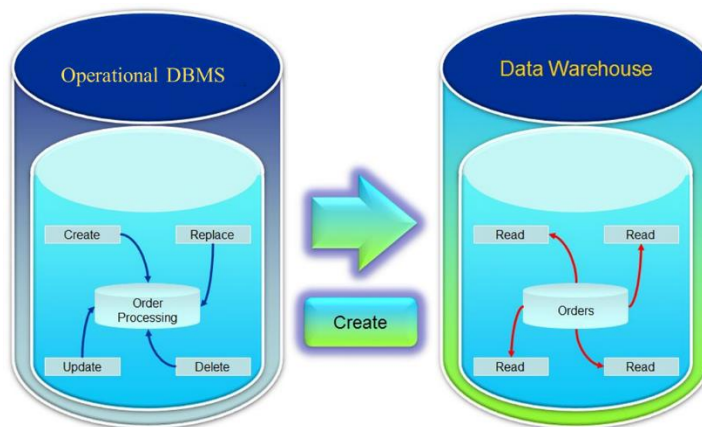 Operational DBMS
Data Warehouse
Create
Replace
Order
Processing
Update
Delete
Create
Read
Read
Orders
Read
Read